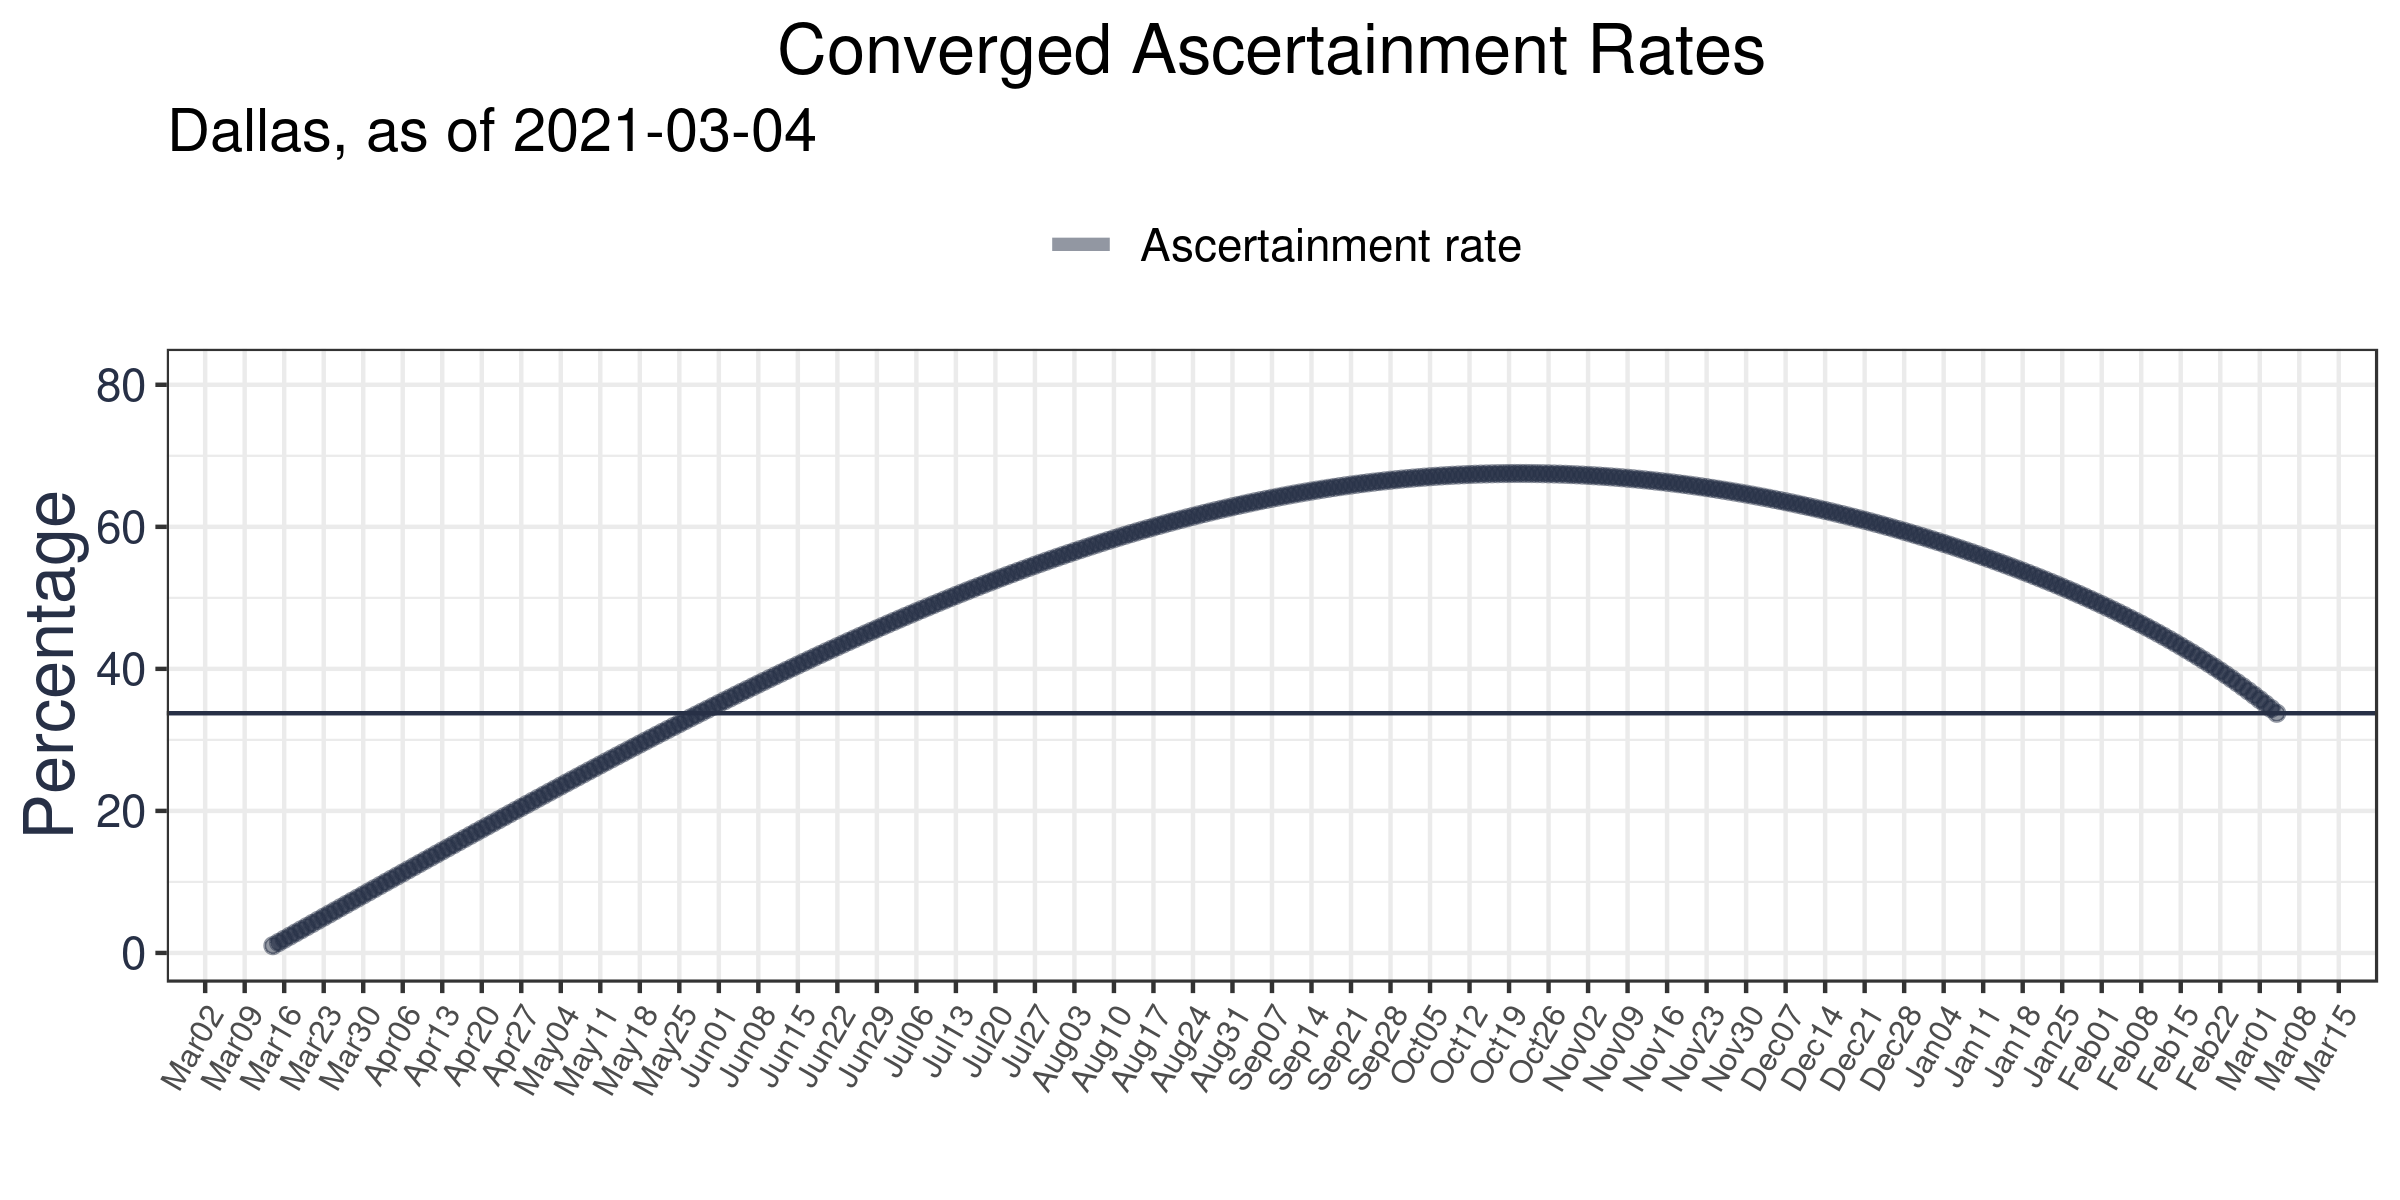 Converged Ascertainment Rates
Dallas, as of 2021-03-04
Ascertainment rate
Percentage
80
60
40
20
0
Mar02
Mar09
Mar16
Mar23
Mar30
Apr06
Apr13
Apr20
Apr27
May04
May11
May18
May25
Jun01
Jun08
Jun15
Jun22
Jun29
Jul06
Jul13
Jul20
Jul27
Aug03
Aug10
Aug17
Aug24
Aug31
Sep07
Sep14
Sep21
Sep28
Oct05
Oct12
Oct19
Oct26
Nov02
Nov09
Nov16
Nov23
Nov30
Dec07
Dec14
Dec21
Dec28
Jan04
Jan11
Jan18
Jan25
Feb01
Feb08
Feb15
Feb22
Mar01
Mar08
Mar15